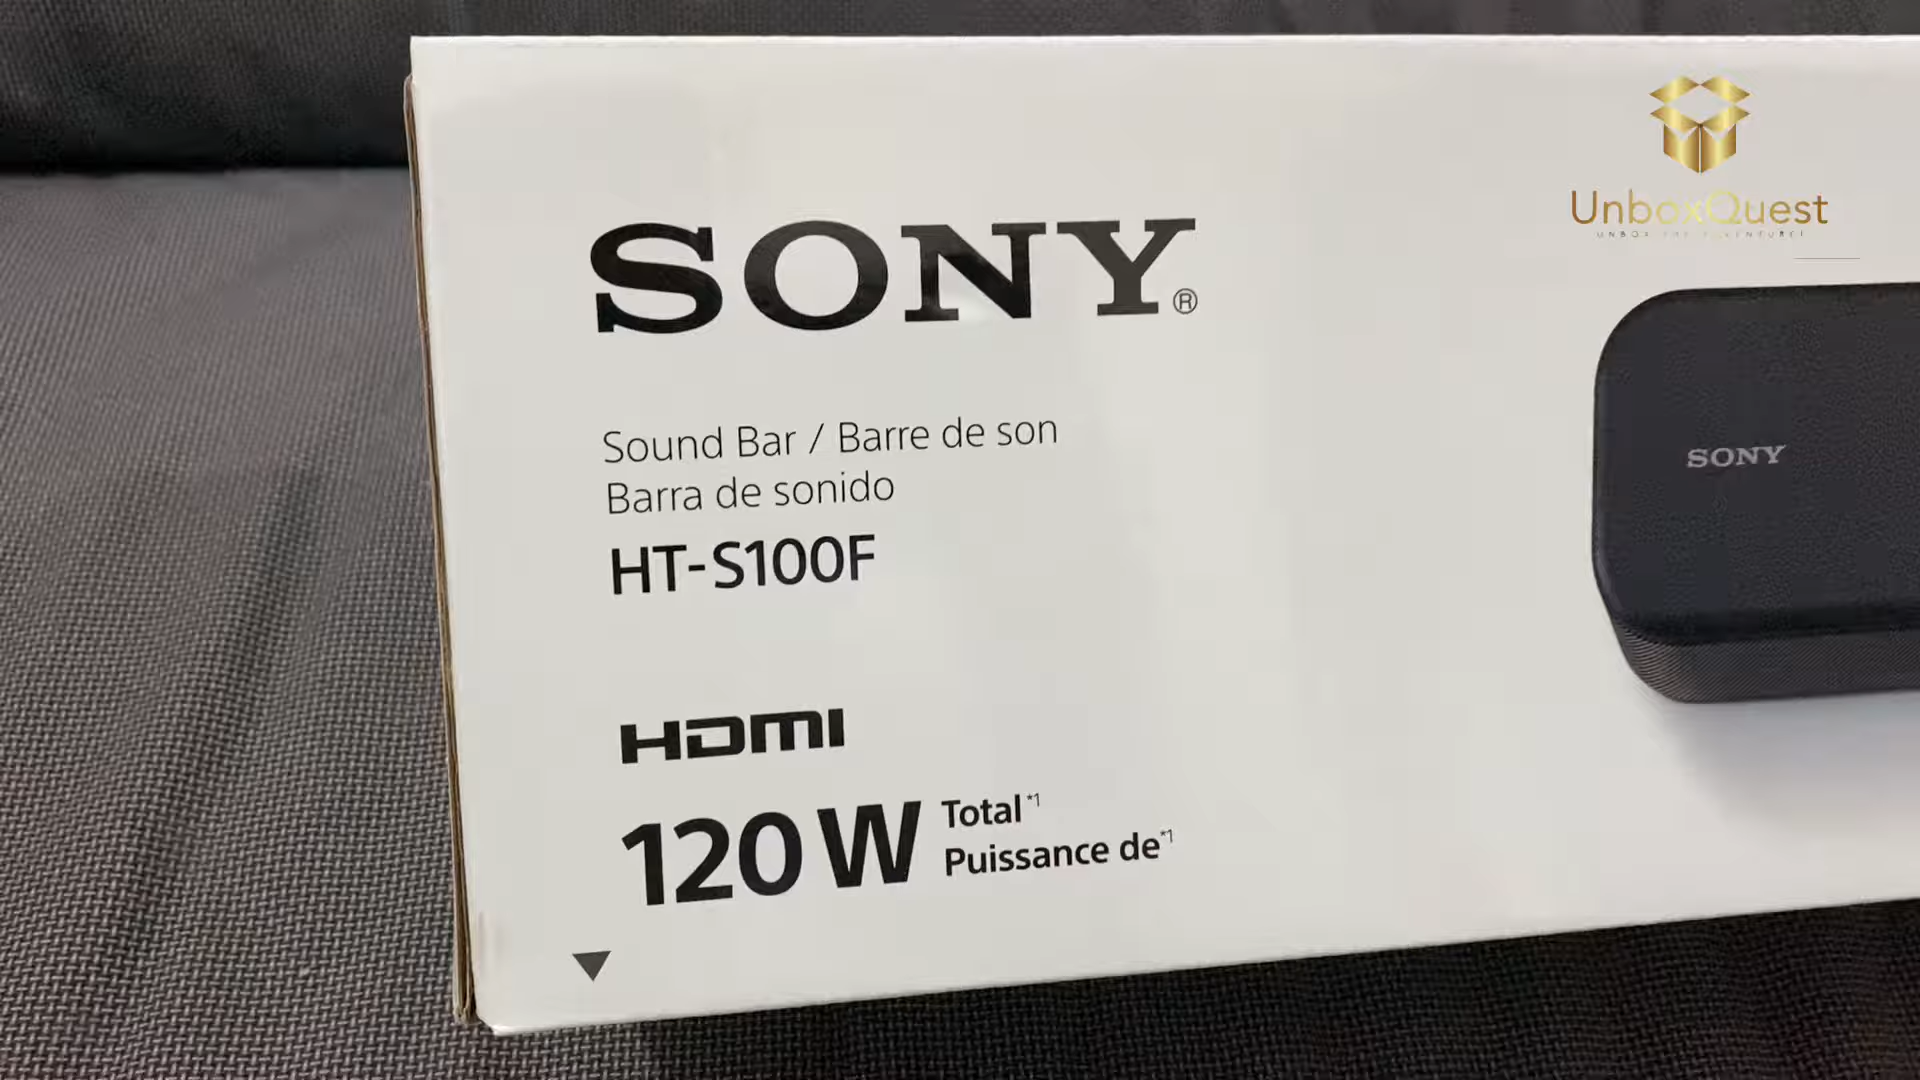 SONY®
Sound Bar / Barre de son
Barra de sonido
HT-S100F
HDMI
120 W Total*1
Puissance de*1
UnboxQuest
SONY